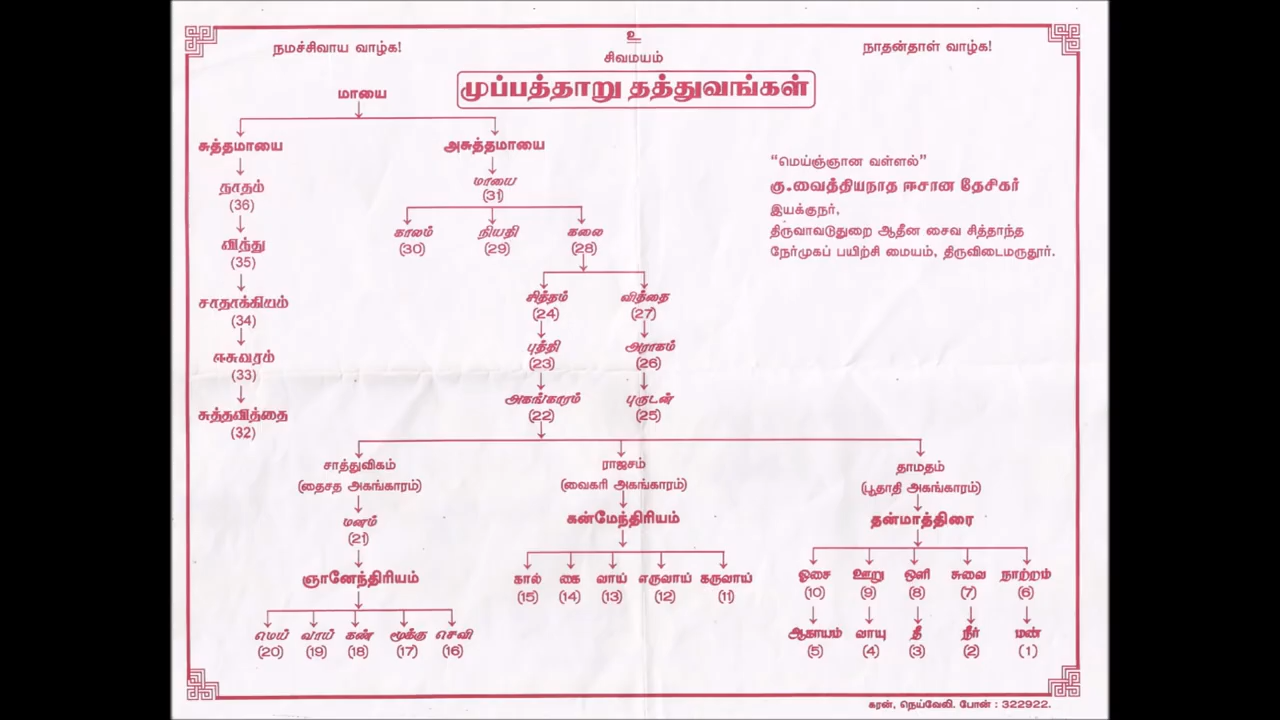 உ
நமச்சிவாய வாழ்க!
நாதன்தாள் வாழ்க!
சிவமயம்
முப்பத்தாறு தத்துவங்கள்
மாயை
சுத்தமாயை
அசுத்தமாயை
"மெய்ஞ்ஞான வள்ளல்"
கு.வைத்தியநாத ஈசான தேசிகர்
இயக்குநர்,
திருவாவடுதுறை ஆதீன சைவ சித்தாந்த
நேர்முகப் பயிற்சி மையம், திருவிடைமருதூர்.
நாதம்
(36)
விந்து
(35)
சாதாக்கியம்
(34)
ஈசுவரம்
(33)
சுத்தவித்தை
(32)
மாயை
(31)
காலம் நியதி கலை
(30) (29) (28)
சித்தம் வித்தை
(24) (27)
புத்தி அராகம்
(23) (26)
அகங்காரம் புருடன்
(22) (25)
சாத்துவிகம் ராஜசம் தாமதம்
(தைசத அகங்காரம்) (வைகரி அகங்காரம்) (பூதாதி அகங்காரம்)
மனம்
(21)
ஞானேந்திரியம்
மெய் வாய் கண் மூக்கு செவி
(20) (19) (18) (17) (16)
கன்மேந்திரியம்
கால் கை வாய் எருவாய் கருவாய்
(15) (14) (13) (12) (11)
தன்மாத்திரை
ஓசை ஊறு ஒளி சுவை நாற்றம்
(10) (9) (8) (7) (6)
ஆகாயம் வாயு தீ நீர் மண்
(5) (4) (3) (2) (1)
கரன், நெய்வேலி. போன் : 322922.